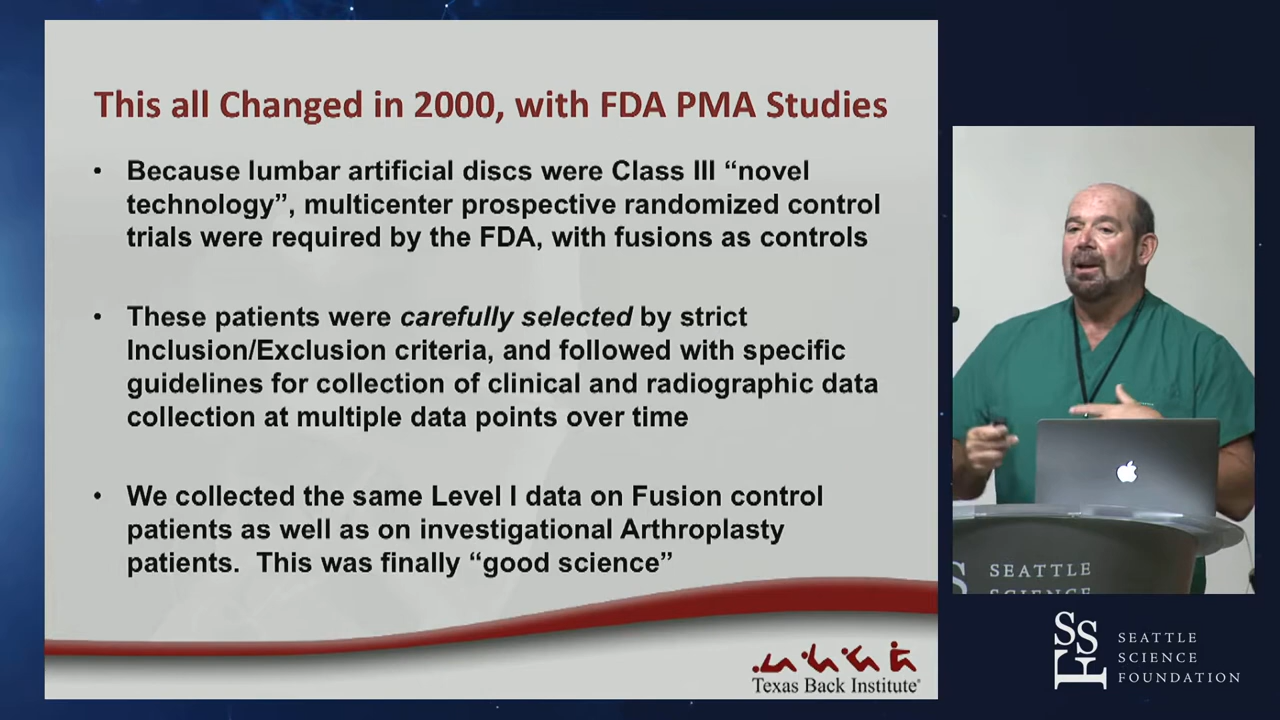 This all Changed in 2000, with FDA PMA Studies
• Because lumbar artificial discs were Class III “novel
technology”, multicenter prospective randomized control
trials were required by the FDA, with fusions as controls
• These patients were carefully selected by strict
Inclusion/Exclusion criteria, and followed with specific
guidelines for collection of clinical and radiographic data
collection at multiple data points over time
• We collected the same Level I data on Fusion control
patients as well as on investigational Arthroplasty
patients.  This was finally “good science”
Texas Back Institute
SEATTLE
SCIENCE
SSF
SEATTLE
SCIENCE
FOUNDATION